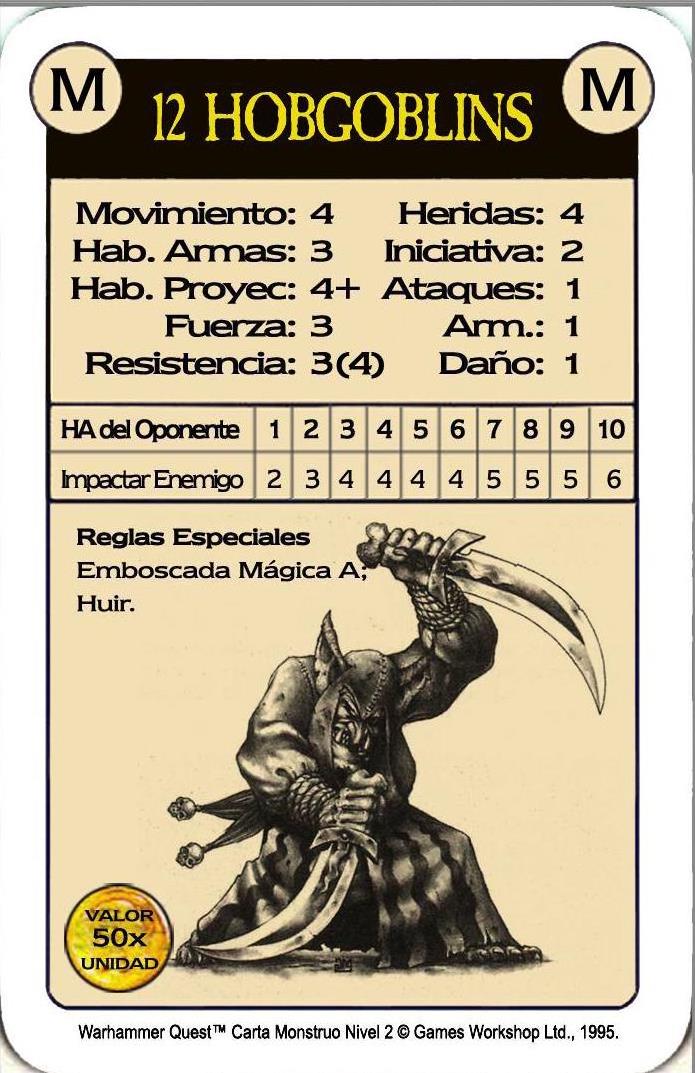 M 12 HOBGOBLINS M
Movimiento: 4 Heridas: 4
Hab. Armas: 3 Iniciativa: 2
Hab. Proyec: 4+ Ataques: 1
Fuerza: 3 Arm.: 1
Resistencia: 3(4) Daño: 1
HA del Oponente 1 2 3 4 5 6 7 8 9 10
Impactar Enemigo 2 3 4 4 4 4 5 5 5 6
Reglas Especiales
Emboscada Mágica A;
Huir.
VALOR
50x
UNIDAD
Warhammer Quest™ Carta Monstruo Nivel 2 © Games Workshop Ltd., 1995.